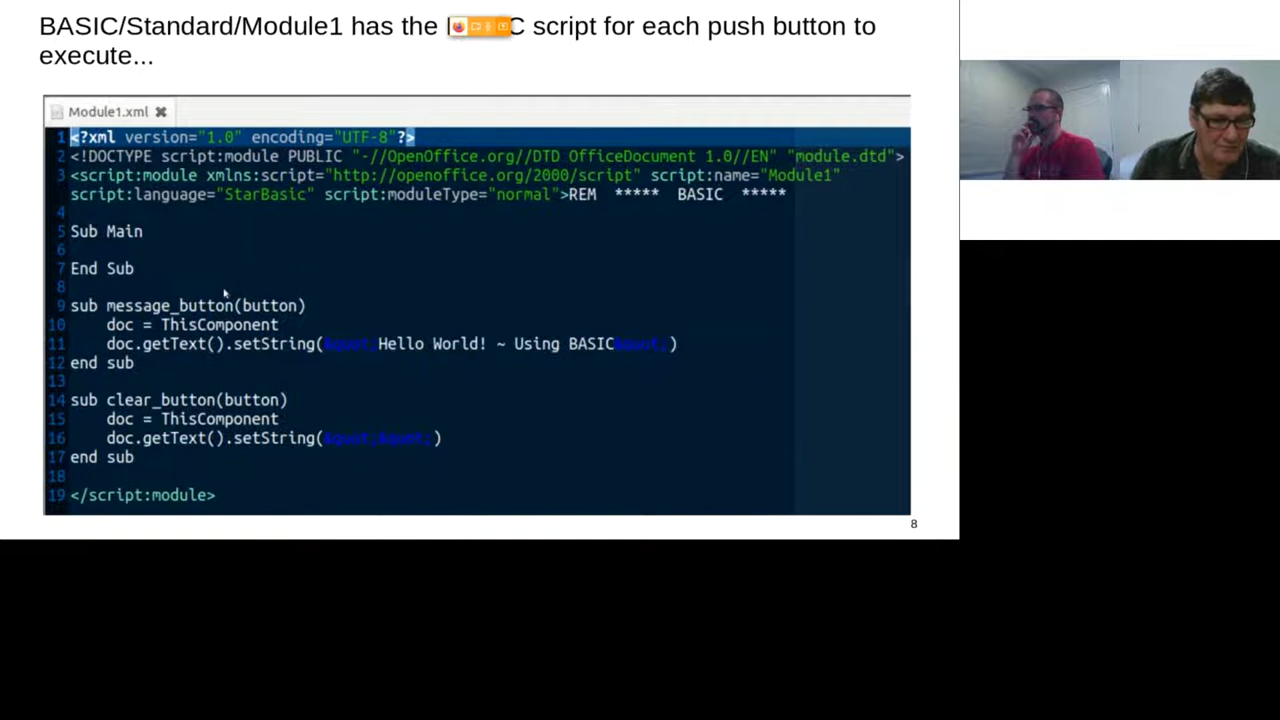 BASIC/Standard/Module1 has the C script for each push button to
execute...
Module1.xml
1 <?xml version="1.0" encoding="UTF-8"?>
2 <!DOCTYPE script:module PUBLIC "-//OpenOffice.org//DTD OfficeDocument 1.0//EN" "module.dtd">
3 <script:module xmlns:script="http://openoffice.org/2000/script" script:name="Module1"
script:language="StarBasic" script:moduleType="normal">REM ***** BASIC *****
4
5 Sub Main
6
7 End Sub
8
9 sub message_button(button)
10 doc = ThisComponent
11 doc.getText().setString(&quot;Hello World! ~ Using BASIC&quot;)
12 end sub
13
14 sub clear_button(button)
15 doc = ThisComponent
16 doc.getText().setString(&quot;&quot;)
17 end sub
18
19 </script:module>
8